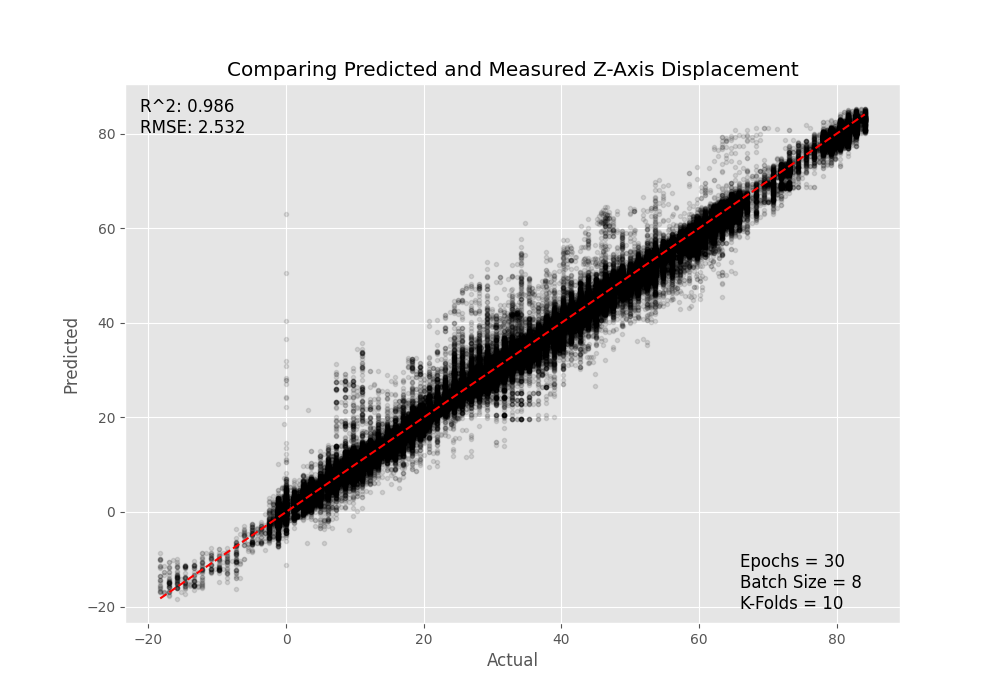 Comparing Predicted and Measured Z-Axis Displacement
R^2: 0.986
RMSE: 2.532
80
60
40
20
0
−20
Predicted
Epochs = 30
Batch Size = 8
K-Folds = 10
−20 0 20 40 60 80
Actual